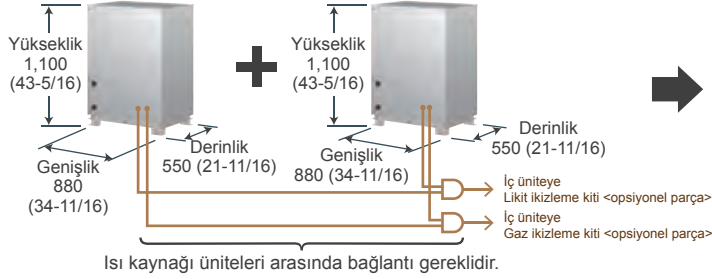 Yükseklik
1,100
(43-5/16)
Genişlik
880
(34-11/16)
Derinlik
550 (21-11/16)
Yükseklik
1,100
(43-5/16)
Genişlik
880 (34-11/16)
Derinlik
550 (21-11/16)
İç üniteye
Likit ikizleme kiti <opsiyonel parça>
İç üniteye
Gaz ikizleme kiti <opsiyonel parça>
Isı kaynağı üniteleri arasında bağlantı gereklidir.